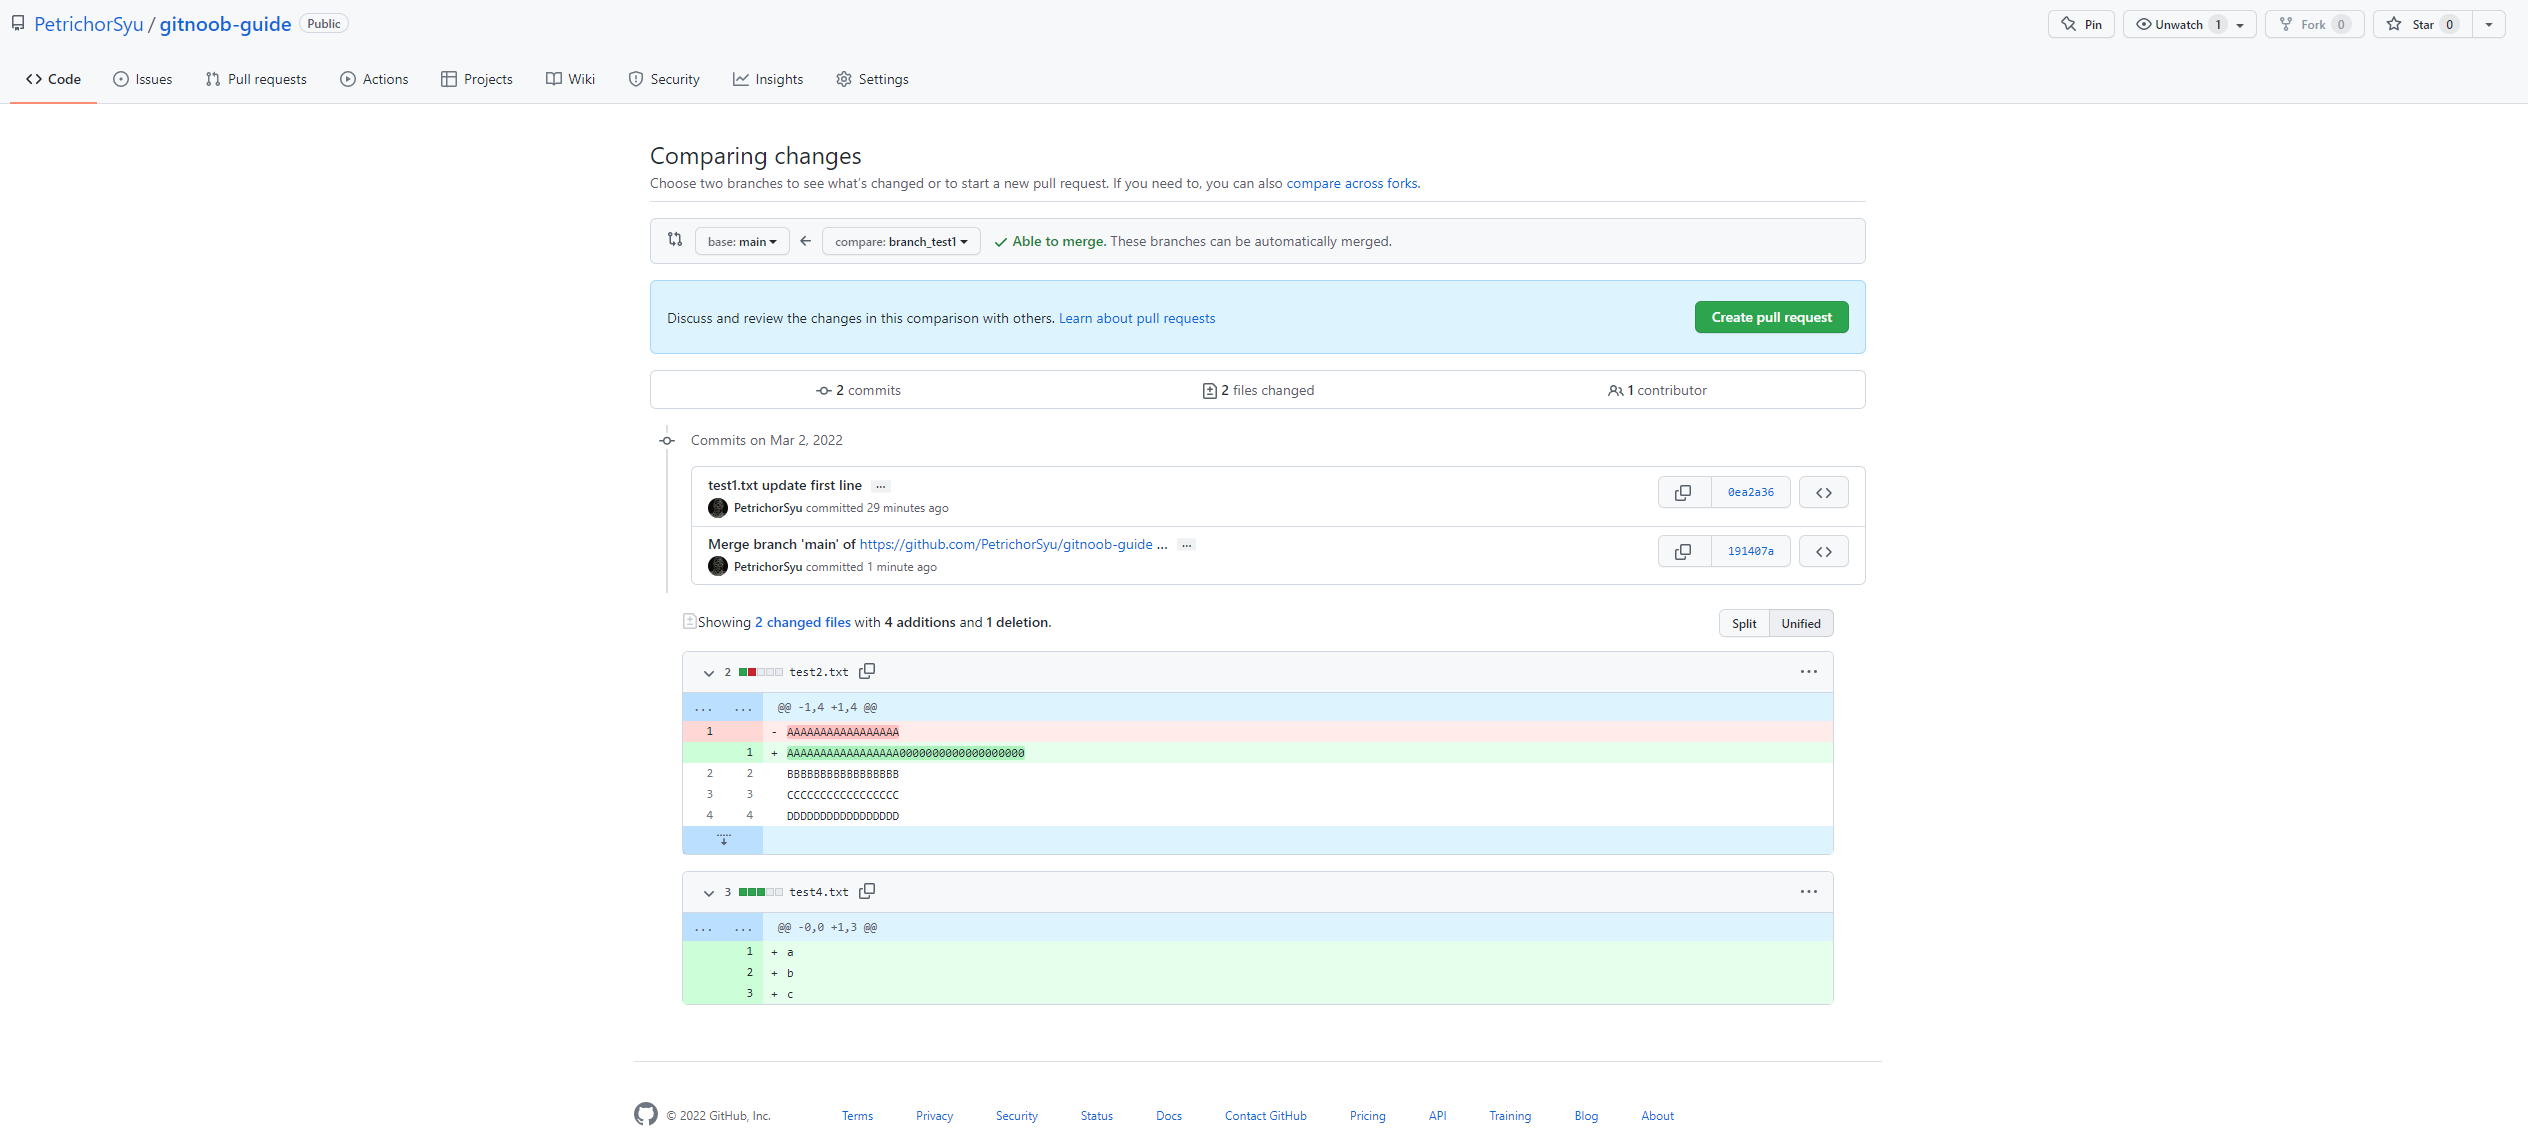 PetrichorSyu / gitnoob-guide Public
Pin Unwatch 1 Fork 0 Star 0
Code Issues Pull requests Actions Projects Wiki Security Insights Settings
Comparing changes
Choose two branches to see what's changed or to start a new pull request. If you need to, you can also compare across forks.
base: main ← compare: branch_test1 ✓ Able to merge. These branches can be automatically merged.
Discuss and review the changes in this comparison with others. Learn about pull requests
Create pull request
2 commits 2 files changed 1 contributor
Commits on Mar 2, 2022
test1.txt update first line ...
0ea2a36
PetrichorSyu committed 29 minutes ago
Merge branch 'main' of https://github.com/PetrichorSyu/gitnoob-guide ... ...
191407a
PetrichorSyu committed 1 minute ago
Showing 2 changed files with 4 additions and 1 deletion.
Split Unified
2 test2.txt
... ... @@ -1,4 +1,4 @@
1 - AAAAAAAAAAAAAAAAA
1 + AAAAAAAAAAAAAAAAA0000000000000000000
2 2 BBBBBBBBBBBBBBBBB
3 3 CCCCCCCCCCCCCCCCC
4 4 DDDDDDDDDDDDDDDDD
3 test4.txt
... ... @@ -0,0 +1,3 @@
1 + a
2 + b
3 + c
© 2022 GitHub, Inc. Terms Privacy Security Status Docs Contact GitHub Pricing API Training Blog About